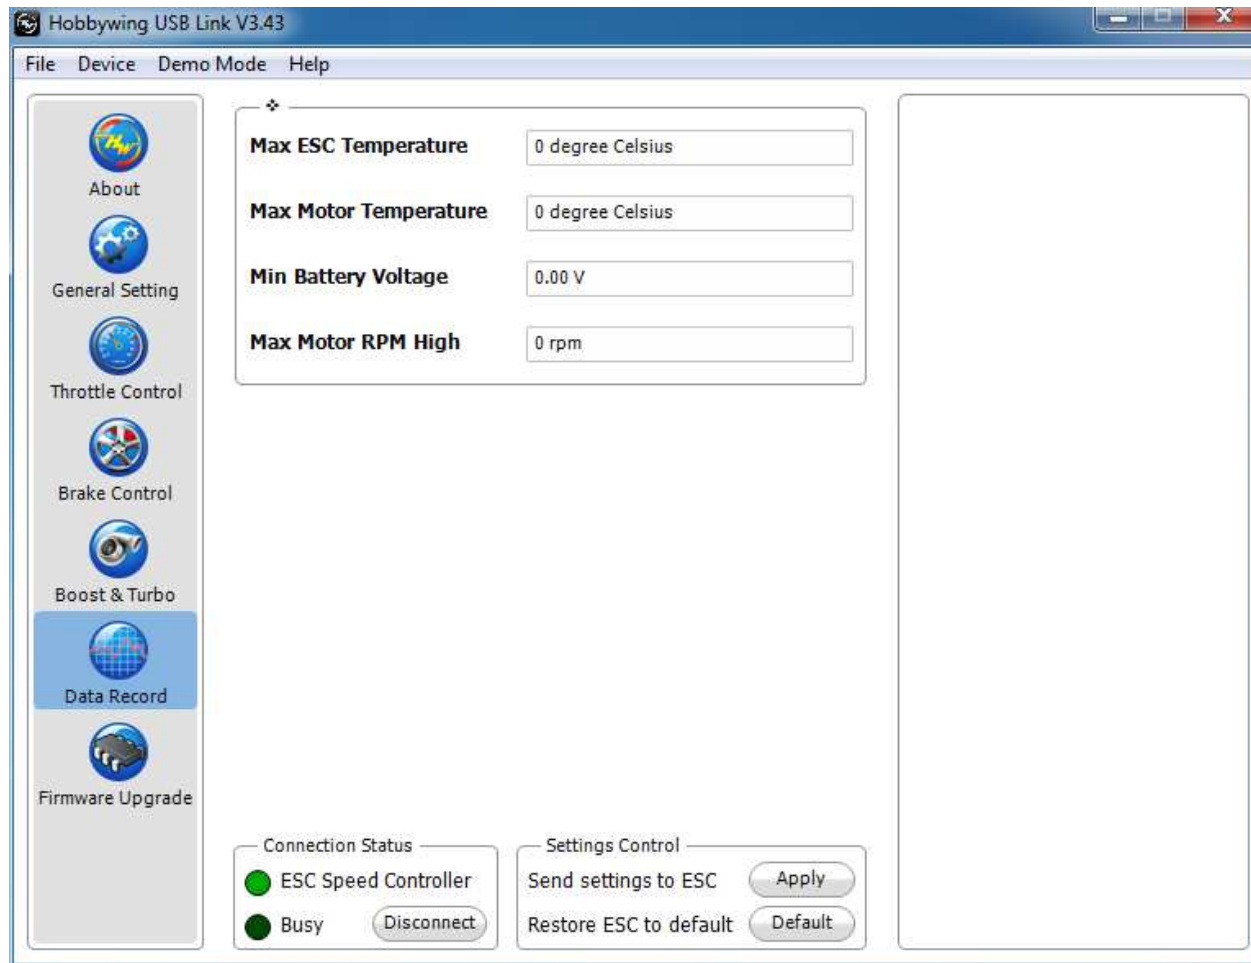 Hobbywing USB Link V3.43
File Device Demo Mode Help
About
General Setting
Throttle Control
Brake Control
Boost & Turbo
Data Record
Firmware Upgrade
Max ESC Temperature 0 degree Celsius
Max Motor Temperature 0 degree Celsius
Min Battery Voltage 0.00 V
Max Motor RPM High 0 rpm
Connection Status
ESC Speed Controller
Busy Disconnect
Settings Control
Send settings to ESC Apply
Restore ESC to default Default